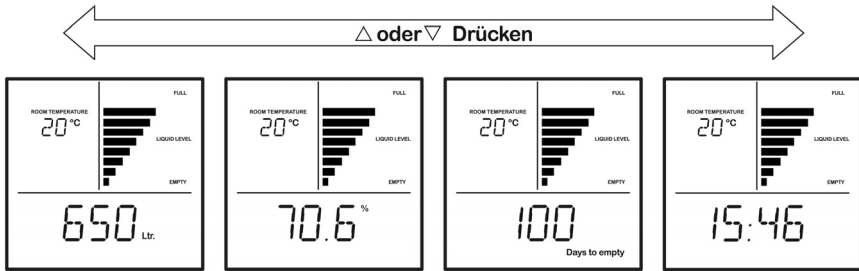 △ oder ▽ Drücken
FULL
ROOM TEMPERATURE
20 °C
LIQUID LEVEL
EMPTY
650 Ltr.
FULL
ROOM TEMPERATURE
20 °C
LIQUID LEVEL
EMPTY
70.6 %
FULL
ROOM TEMPERATURE
20 °C
LIQUID LEVEL
EMPTY
100
Days to empty
FULL
ROOM TEMPERATURE
20 °C
LIQUID LEVEL
EMPTY
15:46